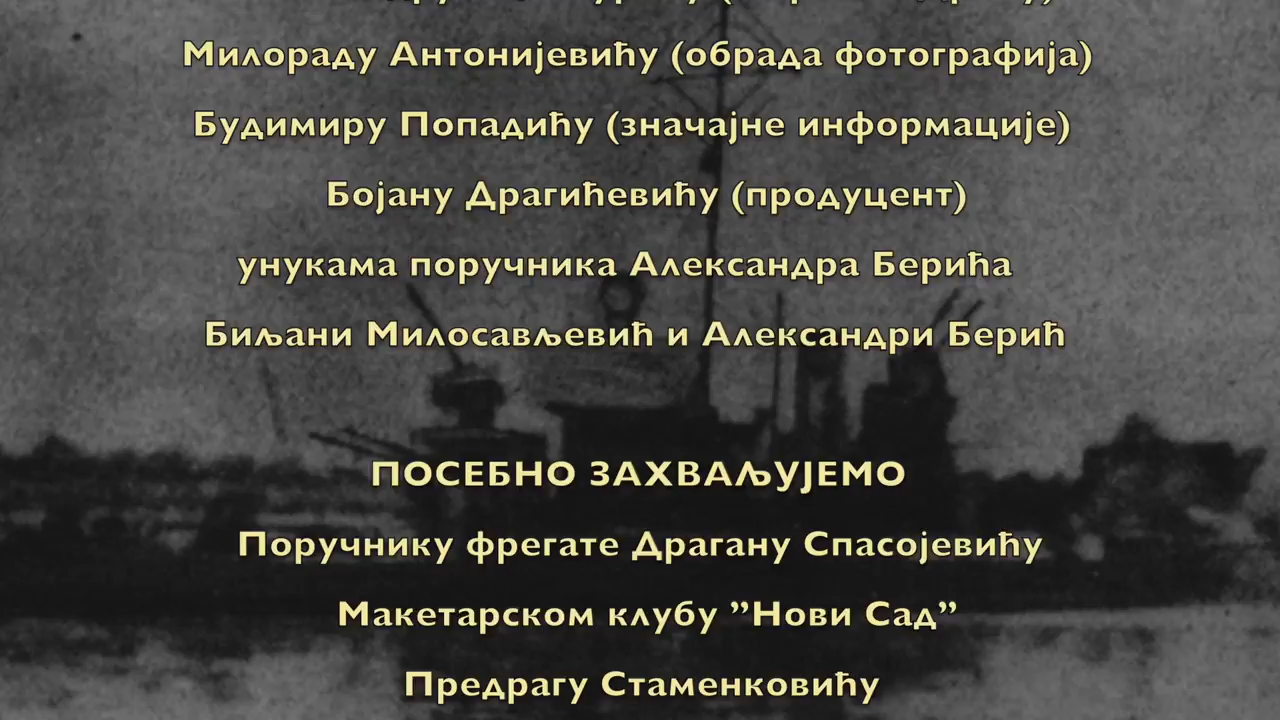 Милораду Антонијевићу (обрада фотографија)
Будимиру Попадићу (значајне информације)
Бојану Драгићевићу (продуцент)
унукама поручника Александра Берића
Биљани Милосављевић и Александри Берић
ПОСЕБНО ЗАХВАЉУЈЕМО
Поручнику фрегате Драгану Спасојевићу
Макетарском клубу ”Нови Сад”
Предрагу Стаменковићу